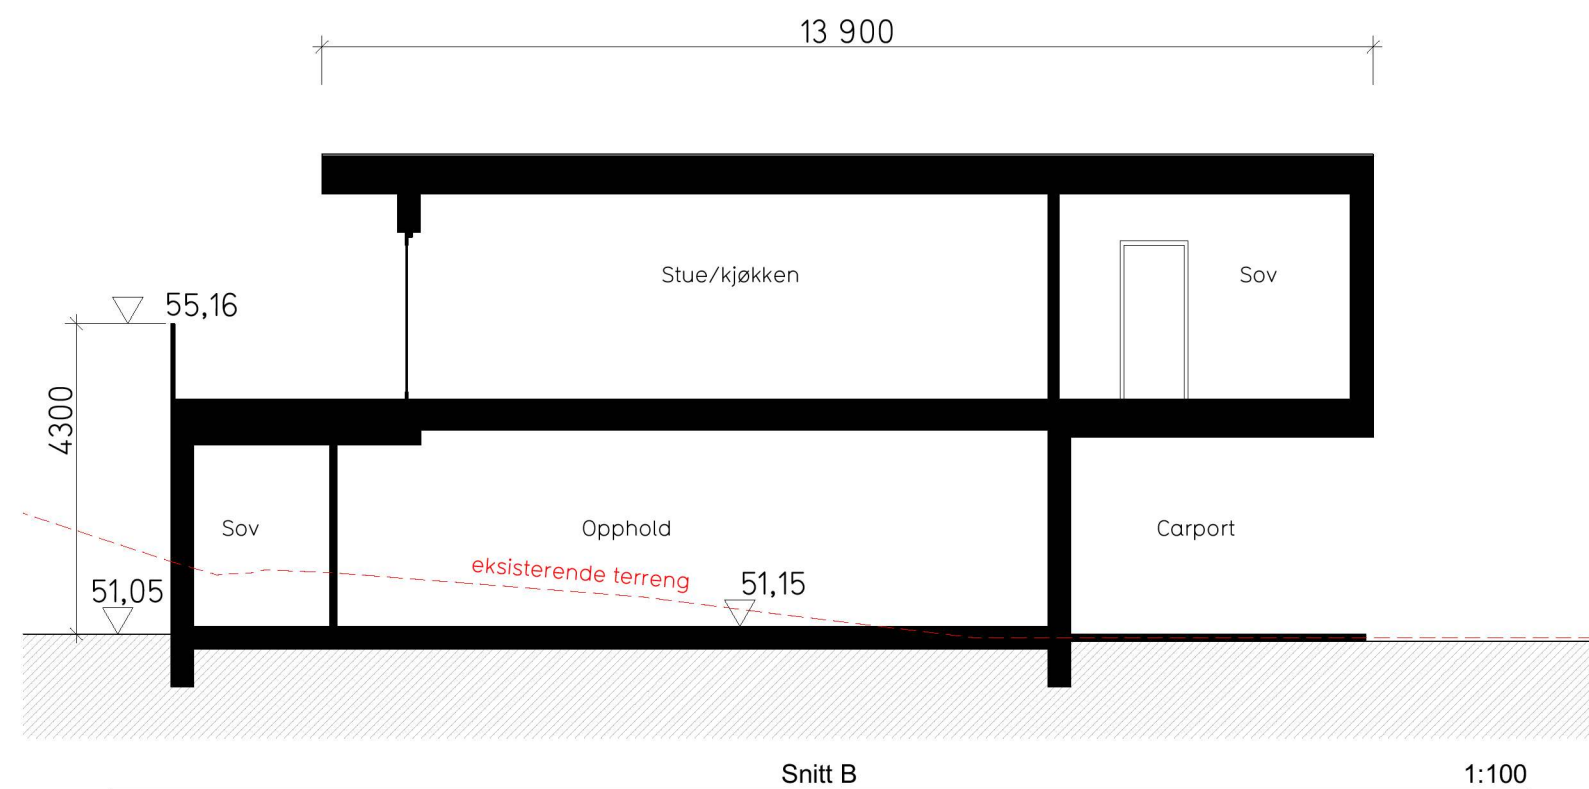 13 900
Stue/kjøkken
Sov
55,16
4300
Sov
Opphold
Carport
eksisterende terreng
51,05
51,15
Snitt B
1:100